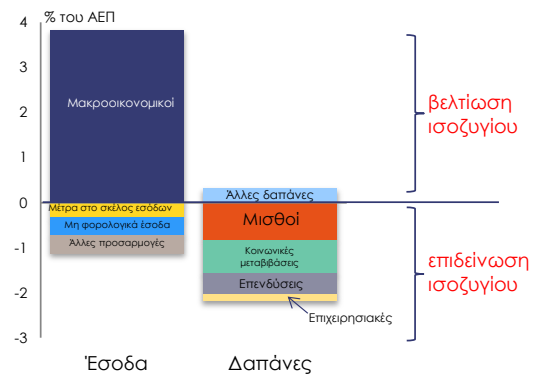 % του ΑΕΠ
4
3
2
1
0
-1
-2
-3
Μακροοικονομικοί
Μέτρα στο σκέλος εσόδων
Μη φορολογικά έσοδα
Άλλες προσαρμογές
Άλλες δαπάνες
Μισθοί
Κοινωνικές
μεταβιβάσεις
Επενδύσεις
Επιχειρησιακές
βελτίωση
ισοζυγίου
επιδείνωση
ισοζυγίου
Έσοδα
Δαπάνες